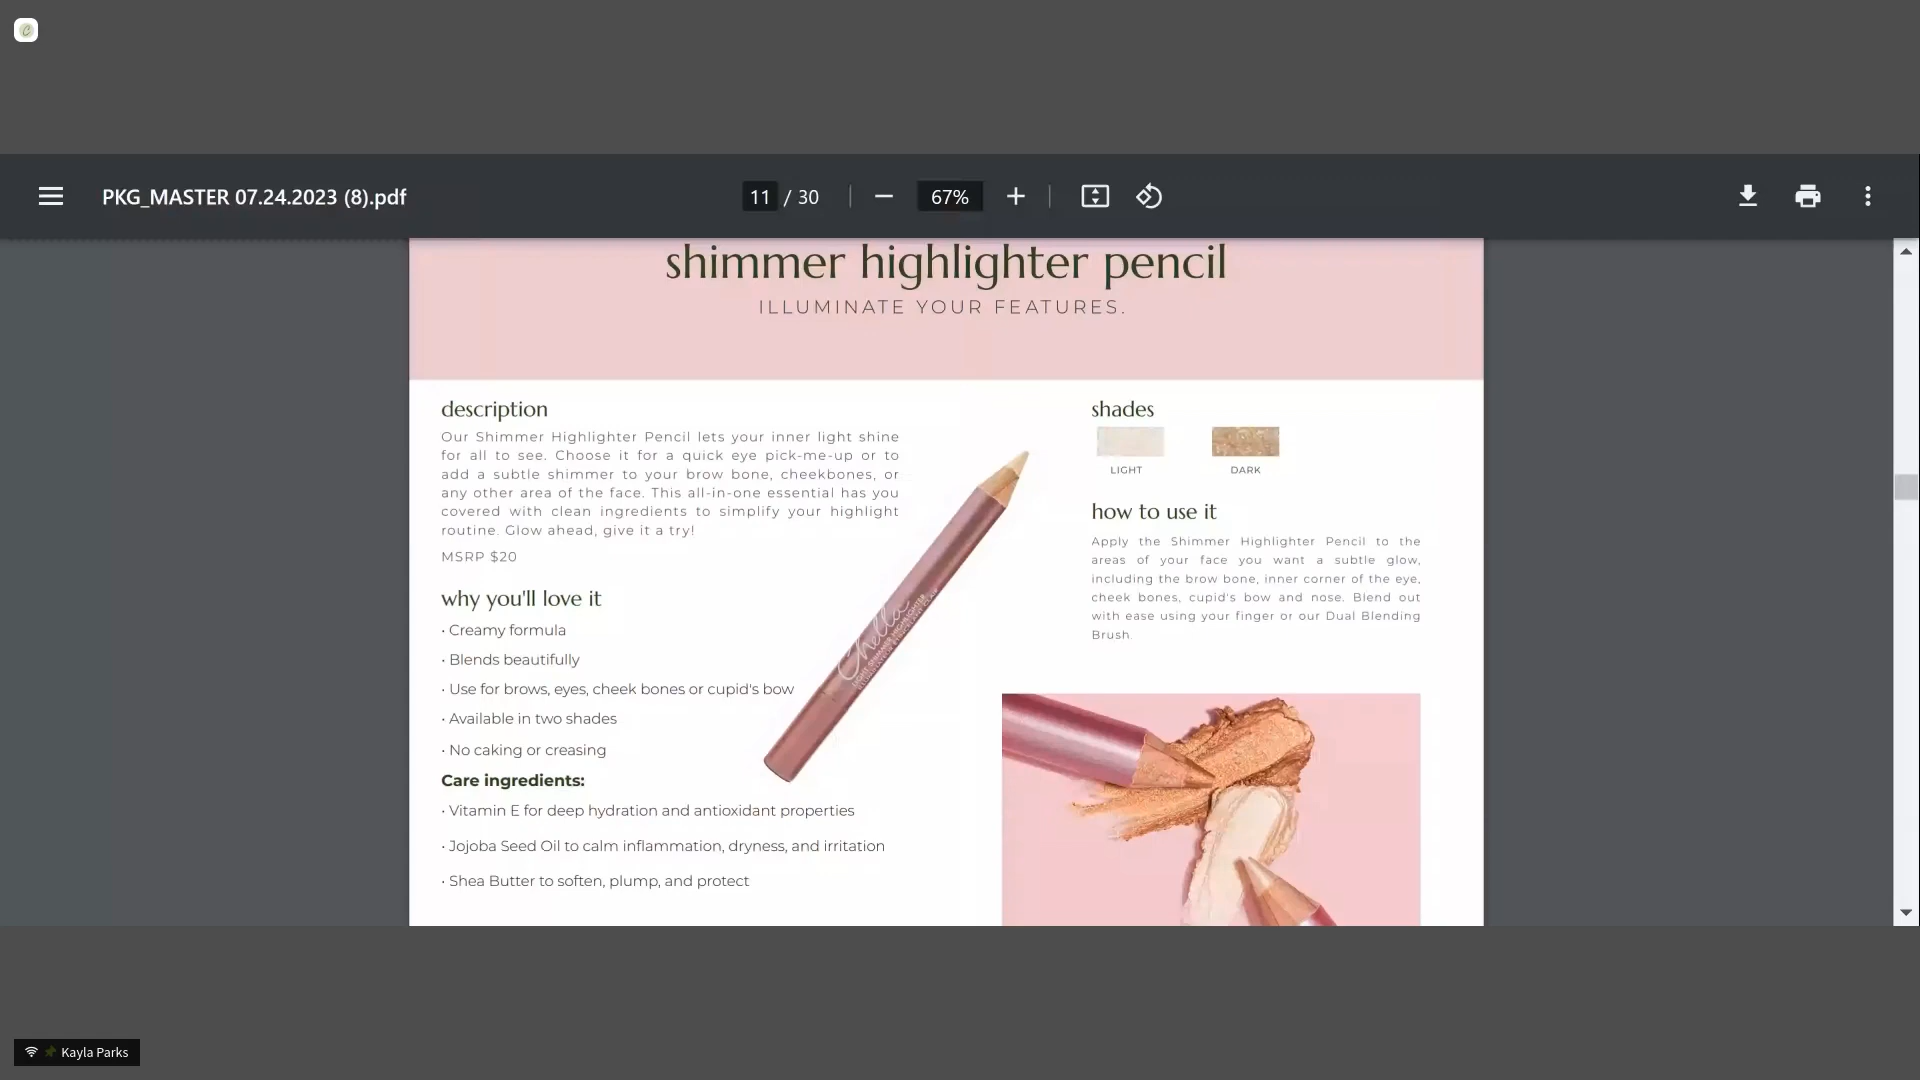 PKG_MASTER 07.24.2023 (8).pdf
11 / 30
67%
shimmer highlighter pencil
ILLUMINATE YOUR FEATURES.
description
Our Shimmer Highlighter Pencil lets your inner light shine
for all to see. Choose it for a quick eye pick-me-up or to
add a subtle shimmer to your brow bone, cheekbones, or
any other area of the face. This all-in-one essential has you
covered with clean ingredients to simplify your highlight
routine. Glow ahead, give it a try!
MSRP $20
why you'll love it
· Creamy formula
· Blends beautifully
· Use for brows, eyes, cheek bones or cupid's bow
· Available in two shades
· No caking or creasing
Care ingredients:
· Vitamin E for deep hydration and antioxidant properties
· Jojoba Seed Oil to calm inflammation, dryness, and irritation
· Shea Butter to soften, plump, and protect
Chella
LIGHT SHIMMER HIGHLIGHTER
shades
LIGHT
DARK
how to use it
Apply the Shimmer Highlighter Pencil to the
areas of your face you want a subtle glow,
including the brow bone, inner corner of the eye,
cheek bones, cupid's bow and nose. Blend out
with ease using your finger or our Dual Blending
Brush.
Kayla Parks